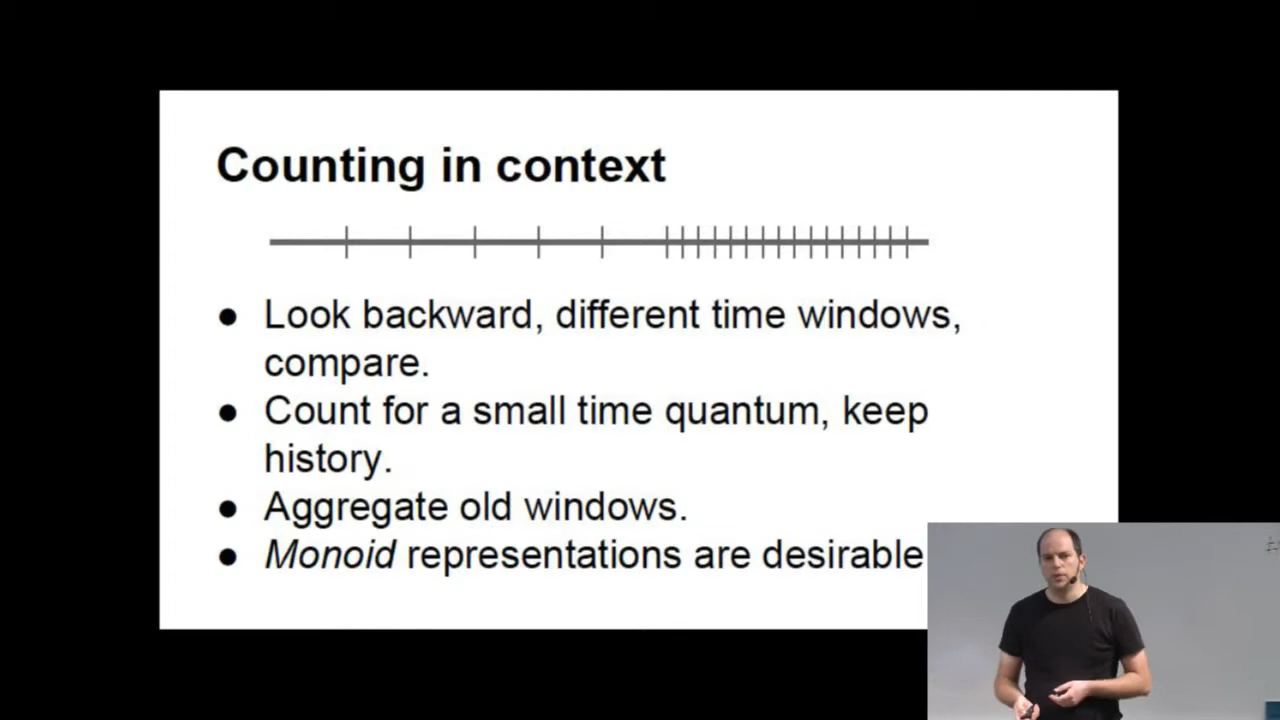 Counting in context
● Look backward, different time windows,
compare.
● Count for a small time quantum, keep
history.
● Aggregate old windows.
● Monoid representations are desirable